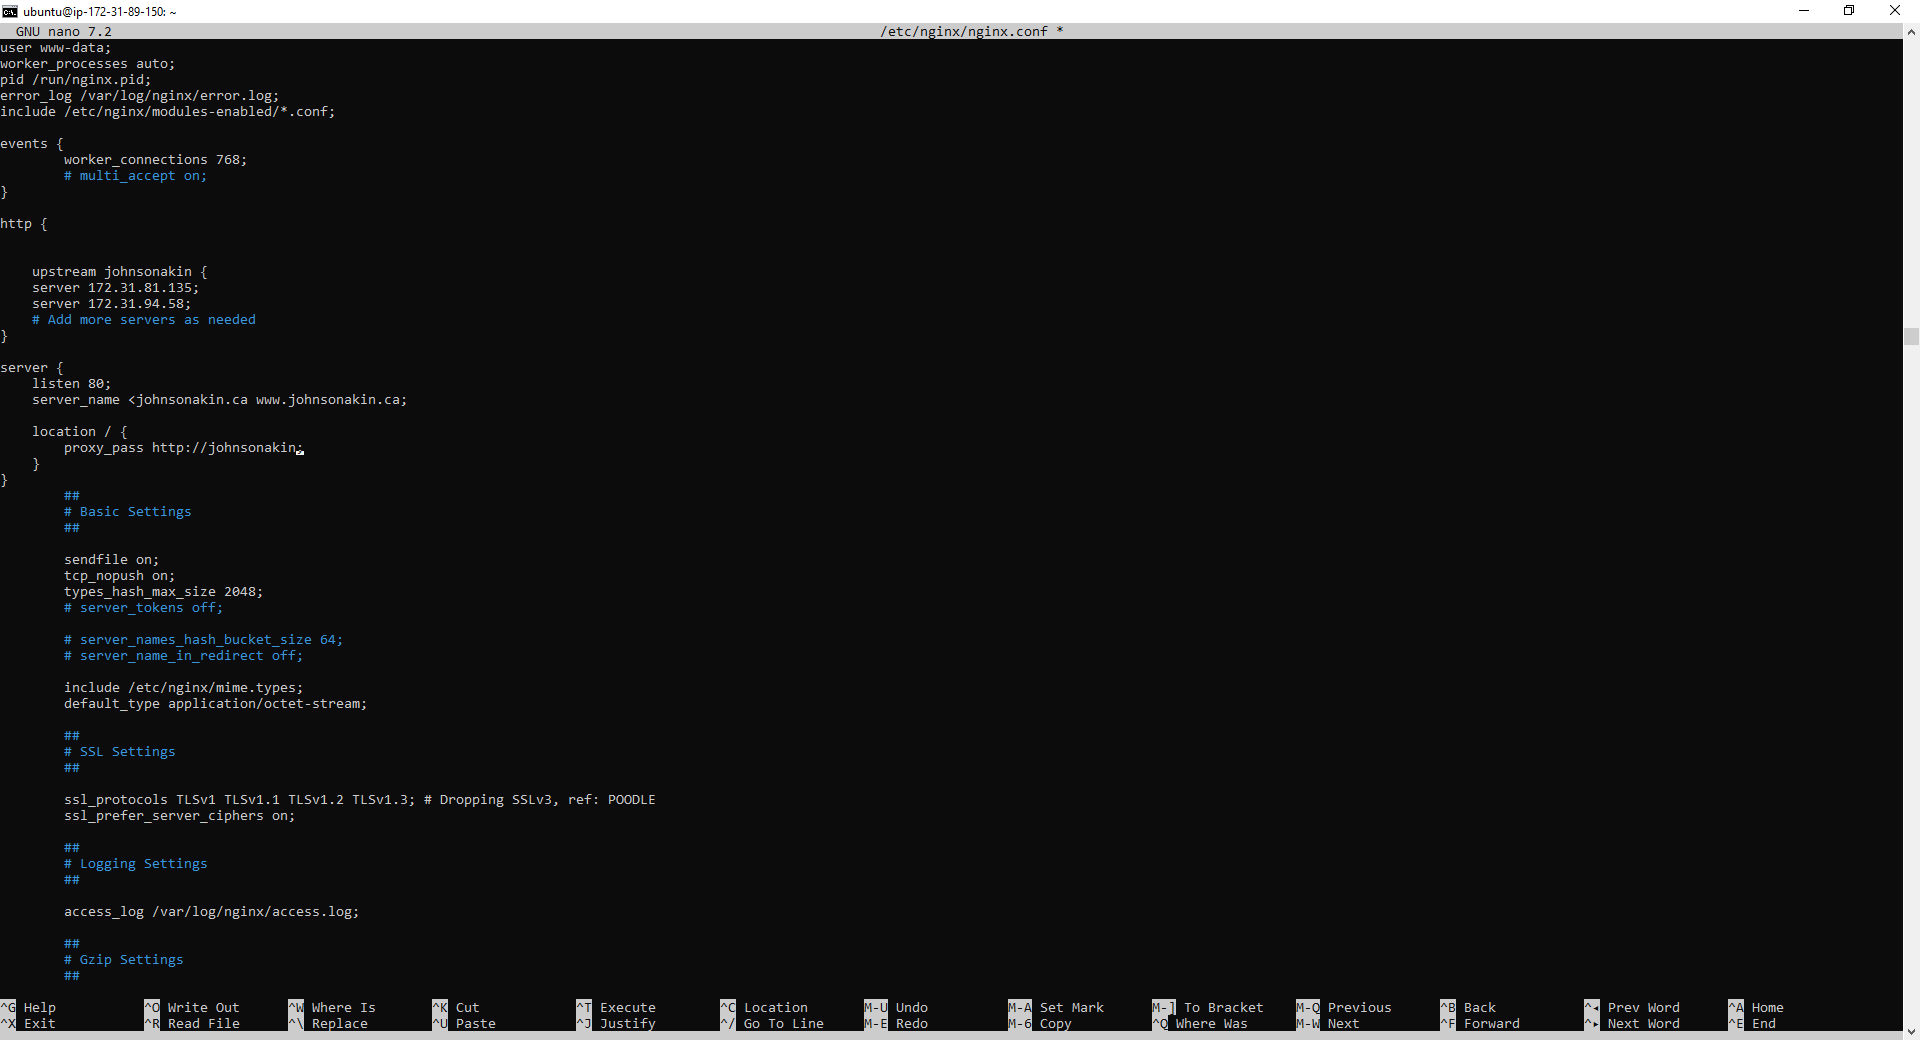 ubuntu@ip-172-31-89-150: ~
GNU nano 7.2 /etc/nginx/nginx.conf *
user www-data;
worker_processes auto;
pid /run/nginx.pid;
error_log /var/log/nginx/error.log;
include /etc/nginx/modules-enabled/*.conf;
events {
worker_connections 768;
# multi_accept on;
}
http {
upstream johnsonakin {
server 172.31.81.135;
server 172.31.94.58;
# Add more servers as needed
}
server {
listen 80;
server_name <johnsonakin.ca www.johnsonakin.ca;
location / {
proxy_pass http://johnsonakin;
}
}
##
# Basic Settings
##
sendfile on;
tcp_nopush on;
types_hash_max_size 2048;
# server_tokens off;
# server_names_hash_bucket_size 64;
# server_name_in_redirect off;
include /etc/nginx/mime.types;
default_type application/octet-stream;
##
# SSL Settings
##
ssl_protocols TLSv1 TLSv1.1 TLSv1.2 TLSv1.3; # Dropping SSLv3, ref: POODLE
ssl_prefer_server_ciphers on;
##
# Logging Settings
##
access_log /var/log/nginx/access.log;
##
# Gzip Settings
##
^G Help ^O Write Out ^W Where Is ^K Cut ^T Execute ^C Location M-U Undo M-A Set Mark M-] To Bracket M-Q Previous ^B Back ^◂ Prev Word ^A Home
^X Exit ^R Read File ^\ Replace ^U Paste ^J Justify ^/ Go To Line M-E Redo M-6 Copy ^Q Where Was M-W Next ^F Forward ^▸ Next Word ^E End